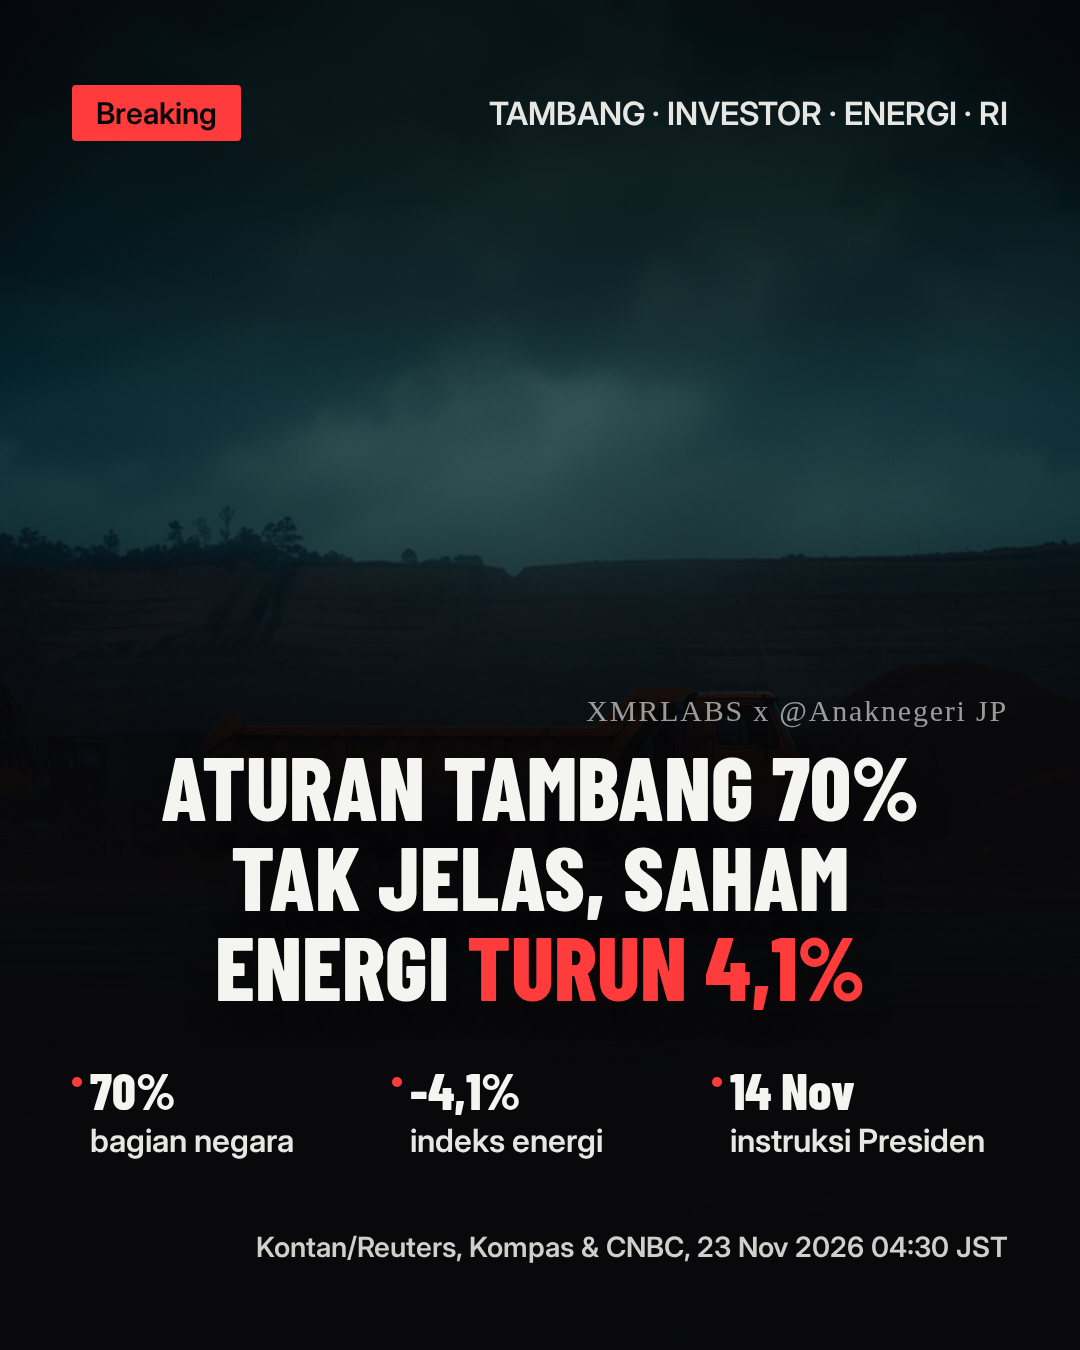 Breaking
TAMBANG · INVESTOR · ENERGI · RI
XMRLABS x @Anaknegeri JP
ATURAN TAMBANG 70%
TAK JELAS, SAHAM
ENERGI TURUN 4,1%
70%
bagian negara
-4,1%
indeks energi
14 Nov
instruksi Presiden
Kontan/Reuters, Kompas & CNBC, 23 Nov 2026 04:30 JST